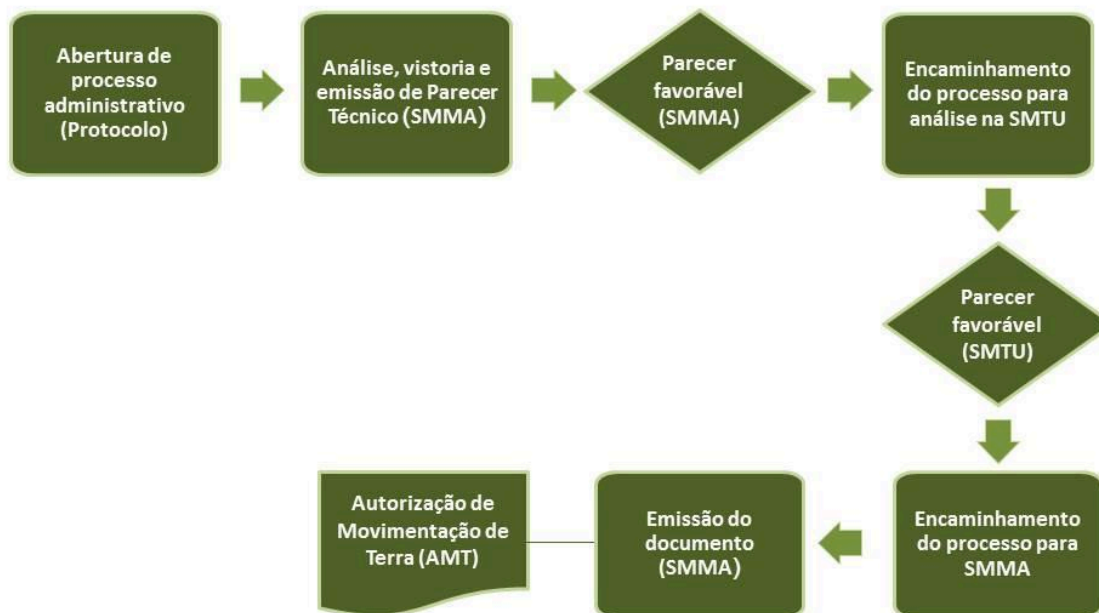 Abertura de
processo
administrativo
(Protocolo)
Análise, vistoria e
emissão de Parecer
Técnico (SMMA)
Parecer
favorável
(SMMA)
Encaminhamento
do processo para
análise na SMTU
Parecer
favorável
(SMTU)
Encaminhamento
do processo para
SMMA
Emissão do
documento
(SMMA)
Autorização de
Movimentação de
Terra (AMT)